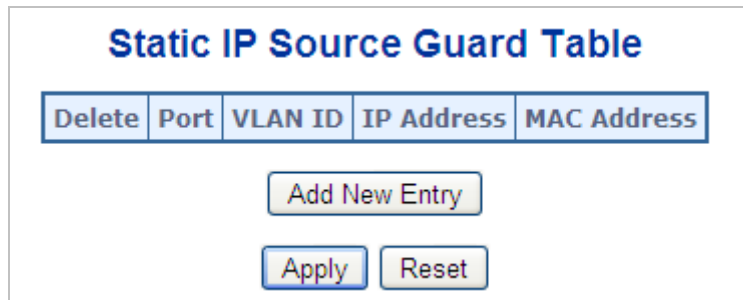 Static IP Source Guard Table
Delete Port VLAN ID IP Address MAC Address
Add New Entry
Apply Reset